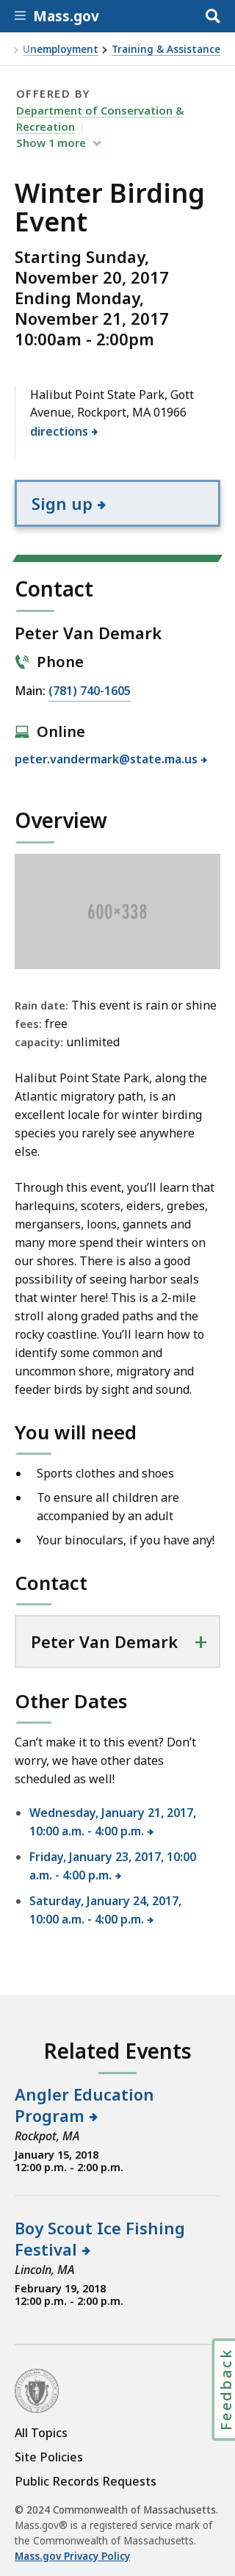 Mass.gov
Unemployment
Training & Assistance
OFFERED BY
Department of Conservation &
Recreation
Show 1 more
Winter Birding
Event
Starting Sunday,
November 20, 2017
Ending Monday,
November 21, 2017
10:00am - 2:00pm
Halibut Point State Park, Gott
Avenue, Rockport, MA 01966
directions
Sign up
Contact
Peter Van Demark
Phone
Main: (781) 740-1605
Online
peter.vandermark@state.ma.us
Overview
600×338
Rain date: This event is rain or shine
fees: free
capacity: unlimited
Halibut Point State Park, along the
Atlantic migratory path, is an
excellent locale for winter birding
species you rarely see anywhere
else.
Through this event, you'll learn that
harlequins, scoters, eiders, grebes,
mergansers, loons, gannets and
many more spend their winters on
our shores. There is also a good
possibility of seeing harbor seals
that winter here! This is a 2-mile
stroll along graded paths and the
rocky coastline. You'll learn how to
identify some common and
uncommon shore, migratory and
feeder birds by sight and sound.
You will need
Sports clothes and shoes
To ensure all children are
accompanied by an adult
Your binoculars, if you have any!
Contact
Peter Van Demark
Other Dates
Can't make it to this event? Don't
worry, we have other dates
scheduled as well!
Wednesday, January 21, 2017,
10:00 a.m. - 4:00 p.m.
Friday, January 23, 2017, 10:00
a.m. - 4:00 p.m.
Saturday, January 24, 2017,
10:00 a.m. - 4:00 p.m.
Related Events
Angler Education
Program
Rockpot, MA
January 15, 2018
12:00 p.m. - 2:00 p.m.
Boy Scout Ice Fishing
Festival
Lincoln, MA
February 19, 2018
12:00 p.m. - 2:00 p.m.
Feedback
All Topics
Site Policies
Public Records Requests
© 2024 Commonwealth of Massachusetts.
Mass.gov® is a registered service mark of
the Commonwealth of Massachusetts.
Mass.gov Privacy Policy